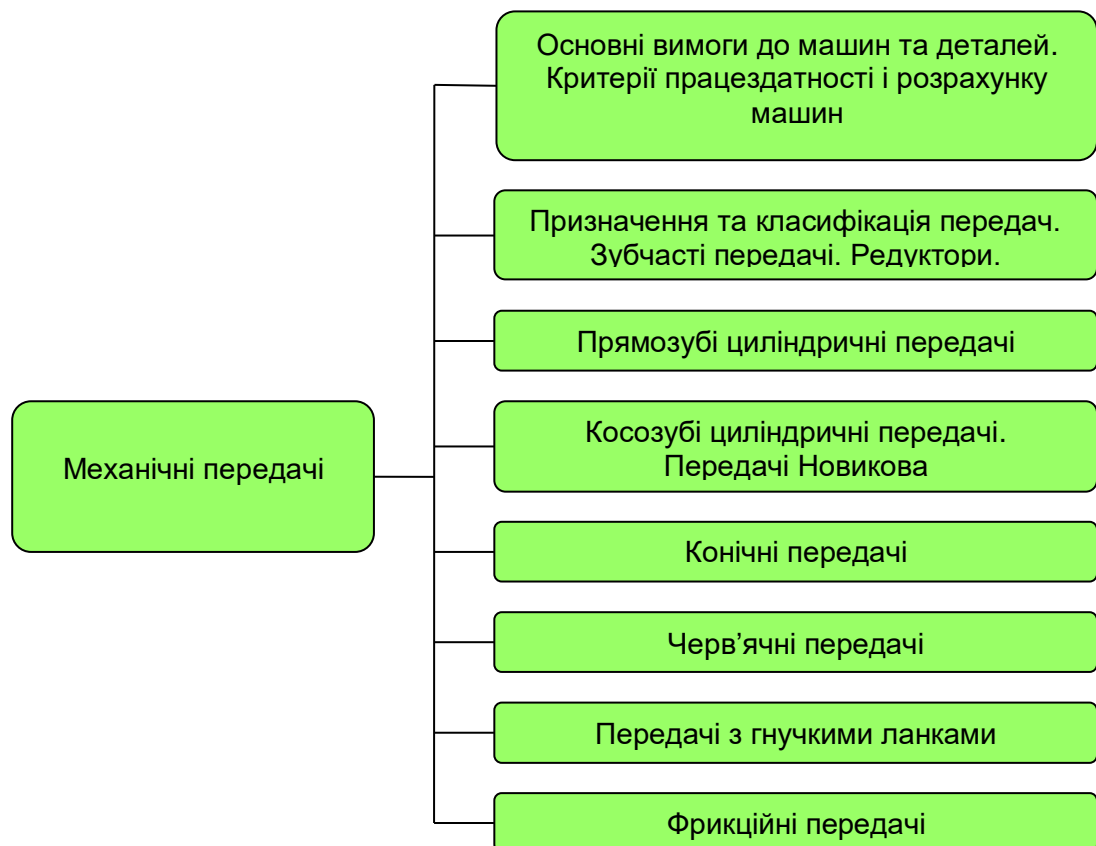 Основні вимоги до машин та деталей.
Критерії працездатності і розрахунку
машин
Призначення та класифікація передач.
Зубчасті передачі. Редуктори.
Прямозубі циліндричні передачі
Косозубі циліндричні передачі.
Передачі Новикова
Механічні передачі
Конічні передачі
Черв’ячні передачі
Передачі з гнучкими ланками
Фрикційні передачі